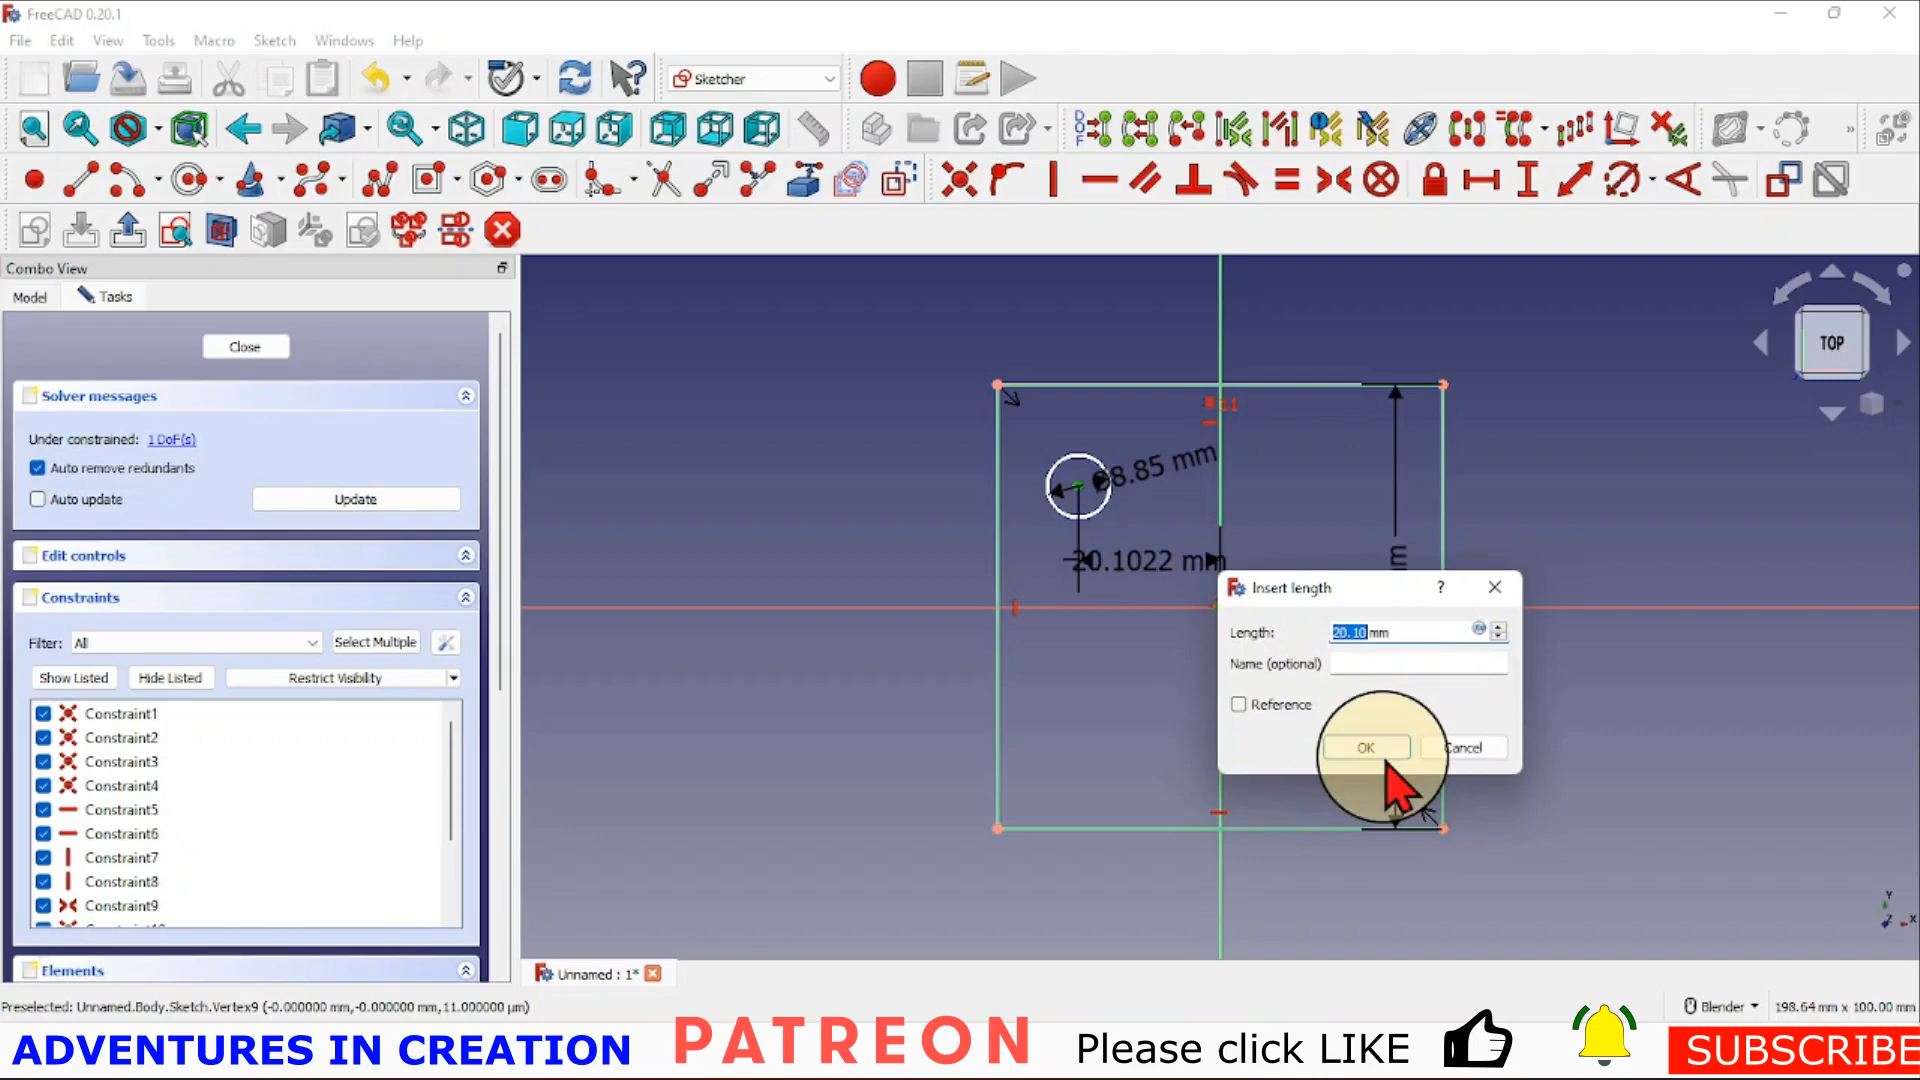 FreeCAD 0.20.1
File Edit View Tools Macro Sketch Windows Help
Sketcher
Combo View
Model Tasks
Close
Solver messages
Under constrained: 1 DoF(s)
Auto remove redundants
Auto update Update
Edit controls
Constraints
Filter: All Select Multiple
Show Listed Hide Listed Restrict Visibility
Constraint1
Constraint2
Constraint3
Constraint4
Constraint5
Constraint6
Constraint7
Constraint8
Constraint9
Elements
TOP
11
8.85 mm
20.1022 mm
m
Insert length ?
Length: 20.10 mm
Name (optional)
Reference
OK Cancel
Y
Z X
Unnamed : 1*
Preselected: Unnamed.Body.Sketch.Vertex9 (-0.000000 mm,-0.000000 mm,11.000000 µm)
Blender 198.64 mm x 100.00 mm
ADVENTURES IN CREATION PATREON Please click LIKE SUBSCRIBE